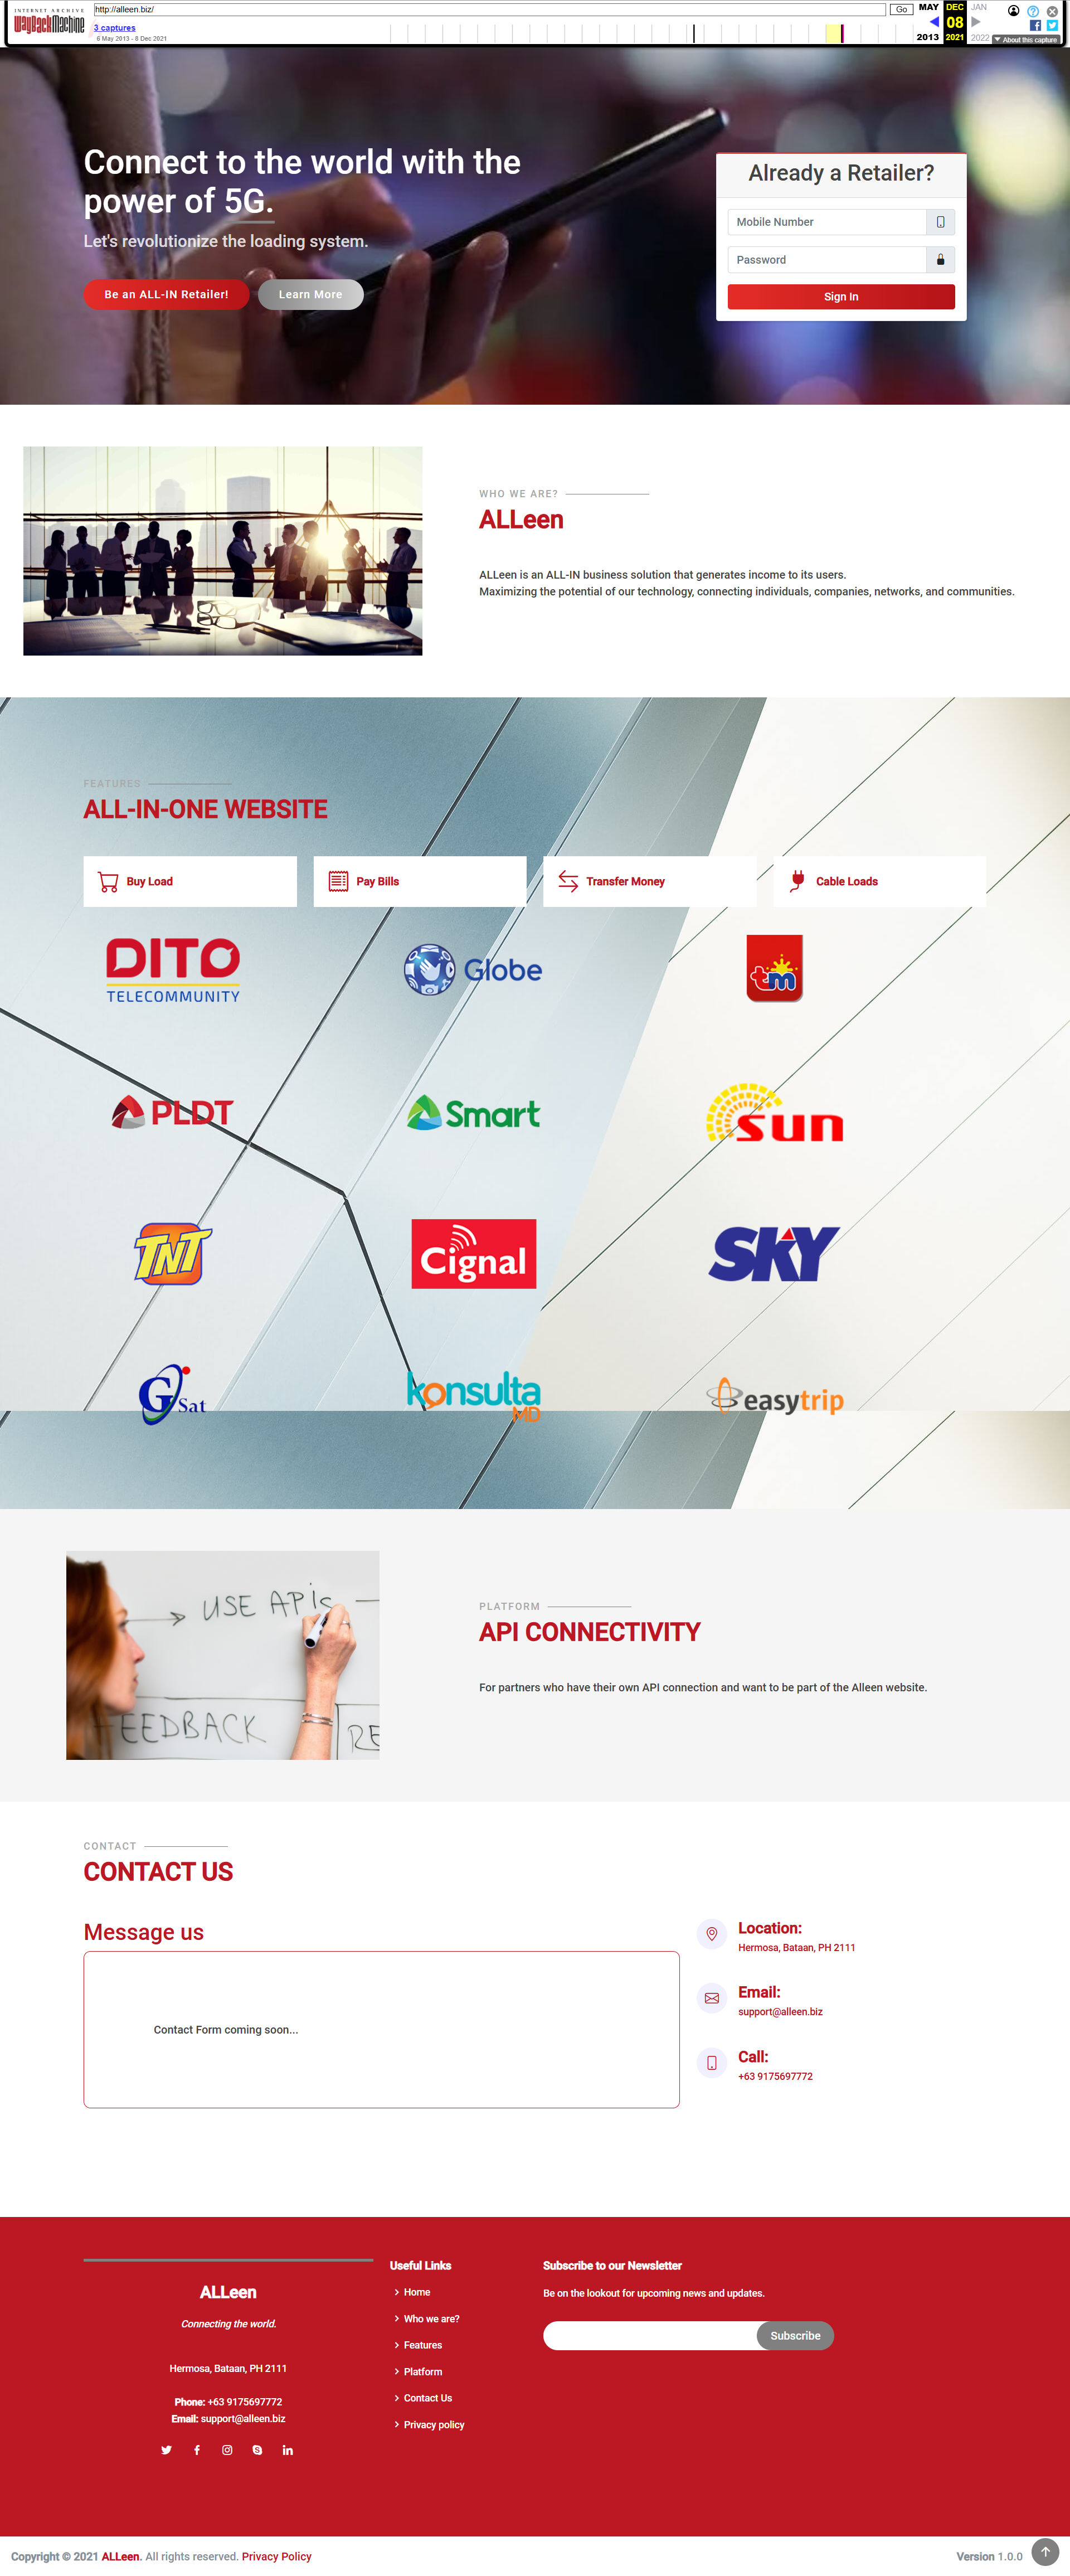 INTERNET ARCHIVE
WayBackMachine
http://alleen.biz/
Go
3 captures
6 May 2013 - 8 Dec 2021
MAY DEC JAN
08
2013 2021 2022
About this capture
Connect to the world with the
power of 5G.
Let's revolutionize the loading system.
Be an ALL-IN Retailer! Learn More
Already a Retailer?
Mobile Number
Password
Sign In
WHO WE ARE?
ALLeen
ALLeen is an ALL-IN business solution that generates income to its users.
Maximizing the potential of our technology, connecting individuals, companies, networks, and communities.
FEATURES
ALL-IN-ONE WEBSITE
Buy Load Pay Bills Transfer Money Cable Loads
DITO
TELECOMMUNITY
Globe
tm
PLDT Smart sun
TNT Cignal SKY
G Sat
konsulta
MD
easytrip
USE APIs
FEEDBACK
RE
PLATFORM
API CONNECTIVITY
For partners who have their own API connection and want to be part of the Alleen website.
CONTACT
CONTACT US
Message us
Contact Form coming soon...
Location:
Hermosa, Bataan, PH 2111
Email:
support@alleen.biz
Call:
+63 9175697772
ALLeen
Connecting the world.
Hermosa, Bataan, PH 2111
Phone: +63 9175697772
Email: support@alleen.biz
Useful Links
Home
Who we are?
Features
Platform
Contact Us
Privacy policy
Subscribe to our Newsletter
Be on the lookout for upcoming news and updates.
Subscribe
Copyright © 2021 ALLeen. All rights reserved. Privacy Policy
Version 1.0.0